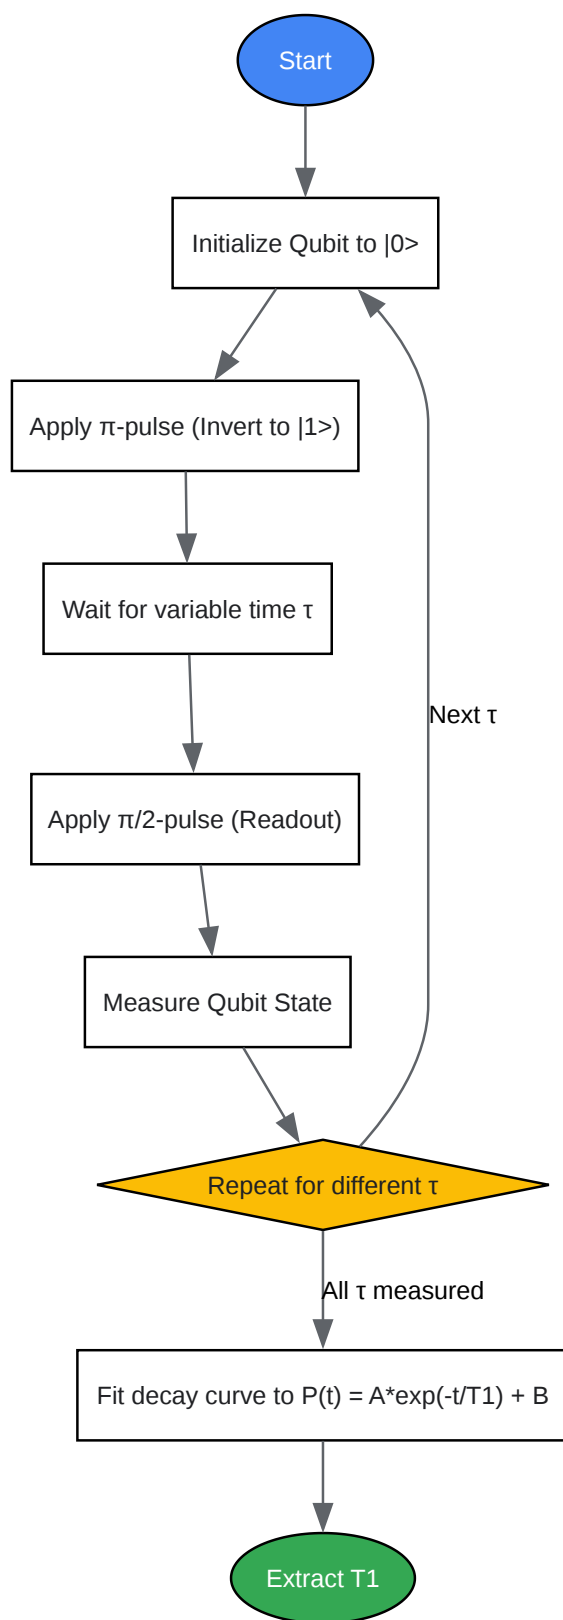 Start
Initialize Qubit to |0>
Apply π-pulse (Invert to |1>)
Wait for variable time τ
Next τ
Apply π/2-pulse (Readout)
Measure Qubit State
Repeat for different τ
All τ measured
Fit decay curve to P(t) = A*exp(-t/T1) + B
Extract T1